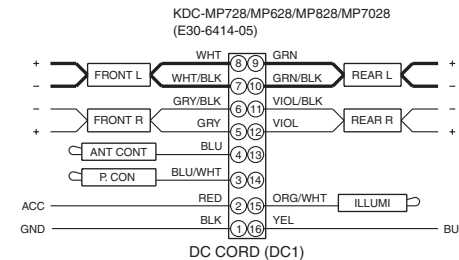 KDC-MP728/MP628/MP828/MP7028
(E30-6414-05)
WHT 8 9 GRN
+ FRONT L REAR L +
- WHT/BLK 7 10 GRN/BLK -
- GRY/BLK 6 11 VIOL/BLK -
FRONT R REAR R
+ GRY 5 12 VIOL +
ANT CONT BLU 4 13
P. CON BLU/WHT 3 14
ACC RED 2 15 ORG/WHT ILLUMI
GND BLK 1 16 YEL BU
DC CORD (DC1)